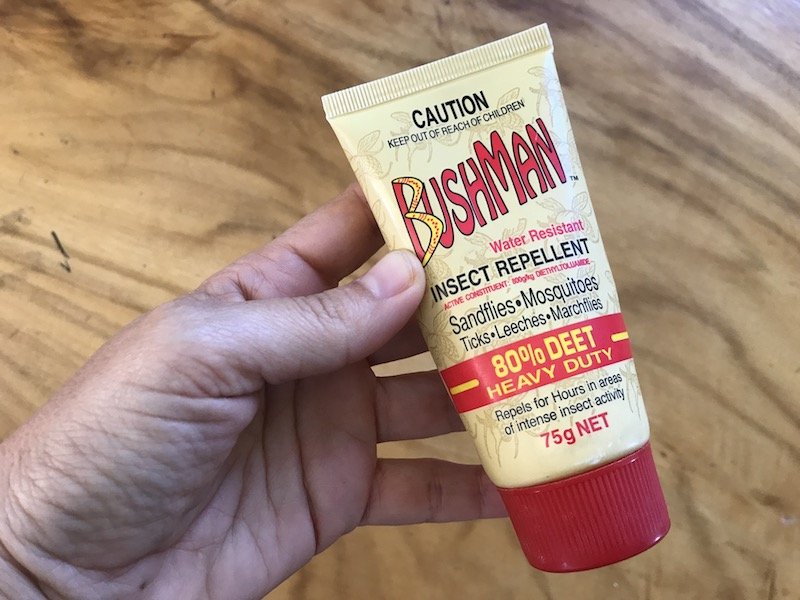 CAUTION
KEEP OUT OF REACH OF CHILDREN
BUSHMAN™
Water Resistant
INSECT REPELLENT
ACTIVE CONSTITUENT: 800g/kg DIETHYLTOLUAMIDE
Sandflies•Mosquitoes
Ticks•Leeches•Marchflies
80% DEET
HEAVY DUTY
Repels for Hours in areas
of intense insect activity
75g NET